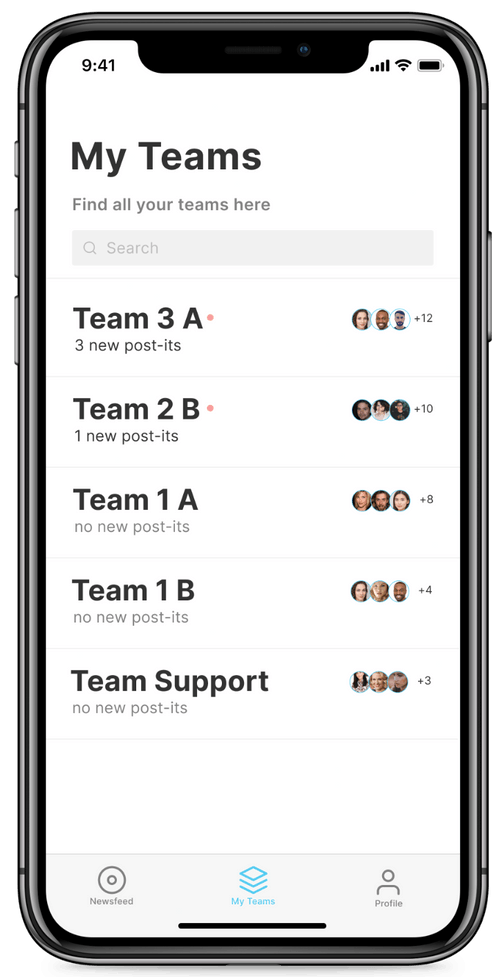 9:41
My Teams
Find all your teams here
Search
Team 3 A
+12
3 new post-its
Team 2 B
+10
1 new post-its
Team 1 A
+8
no new post-its
Team 1 B
+4
no new post-its
Team Support
+3
no new post-its
Newsfeed My Teams Profile